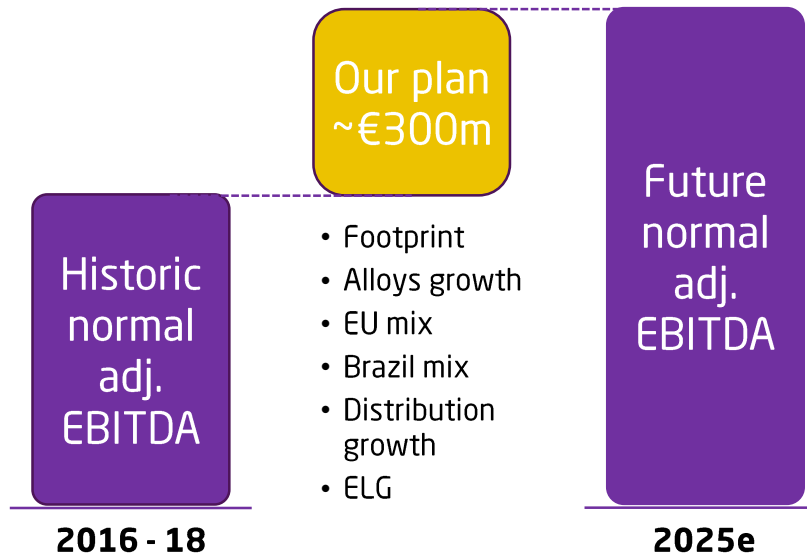 Historic
normal
adj.
EBITDA
2016 - 18
Our plan
~€300m
• Footprint
• Alloys growth
• EU mix
• Brazil mix
• Distribution
growth
• ELG
Future
normal
adj.
EBITDA
2025e